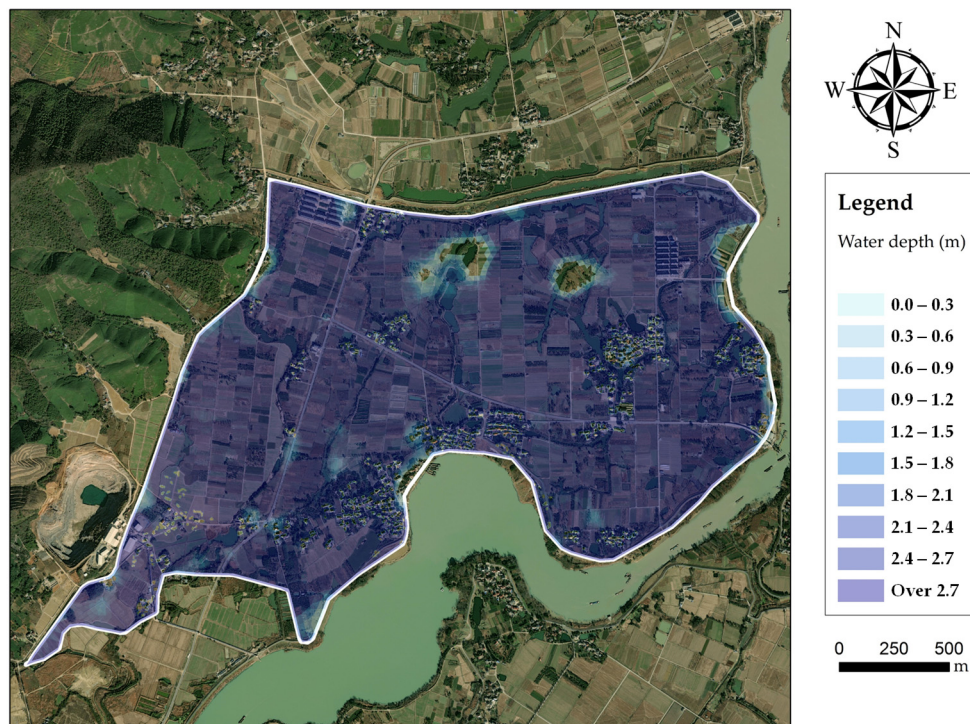 N
W E
S
Legend
Water depth (m)
0.0 – 0.3
0.3 – 0.6
0.6 – 0.9
0.9 – 1.2
1.2 – 1.5
1.5 – 1.8
1.8 – 2.1
2.1 – 2.4
2.4 – 2.7
Over 2.7
0 250 500
m